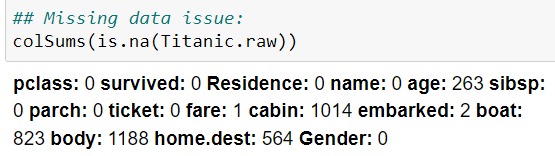 ## Missing data issue:
colSums(is.na(Titanic.raw))
pclass: 0 survived: 0 Residence: 0 name: 0 age: 263 sibsp:
0 parch: 0 ticket: 0 fare: 1 cabin: 1014 embarked: 2 boat:
823 body: 1188 home.dest: 564 Gender: 0